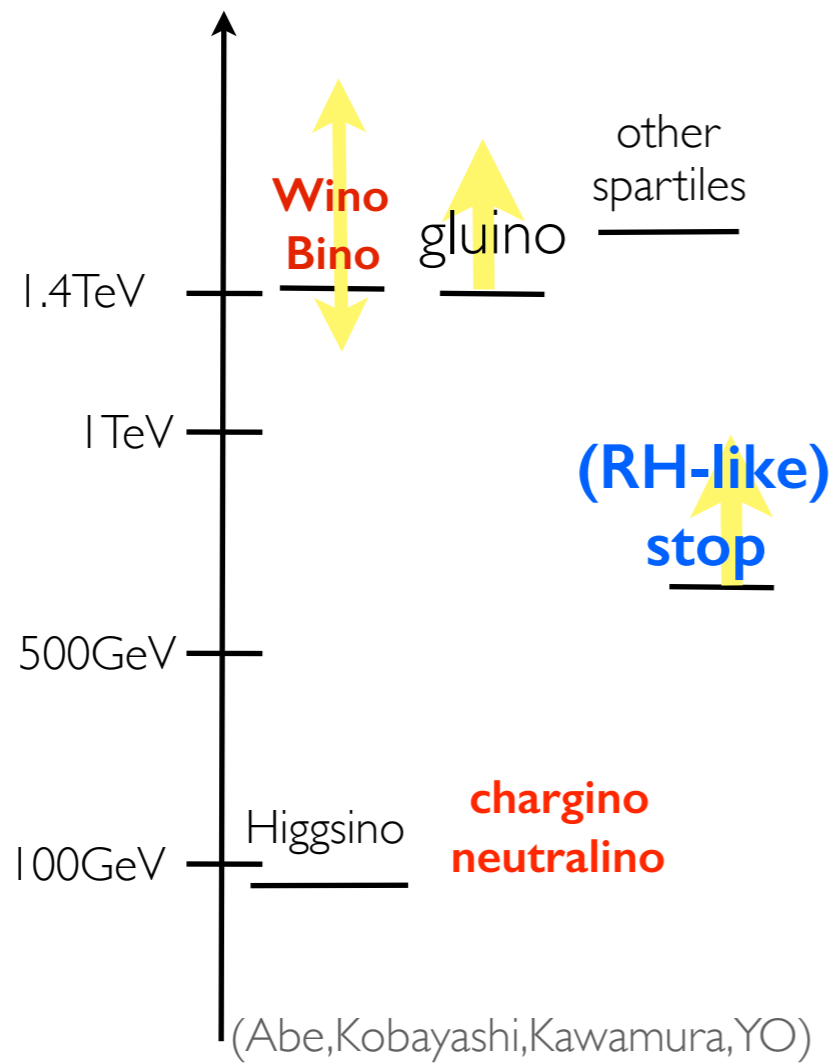 other
spartiles
Wino
Bino
gluino
1.4TeV
1TeV
(RH-like)
stop
500GeV
Higgsino
chargino
neutralino
100GeV
(Abe,Kobayashi,Kawamura,YO)